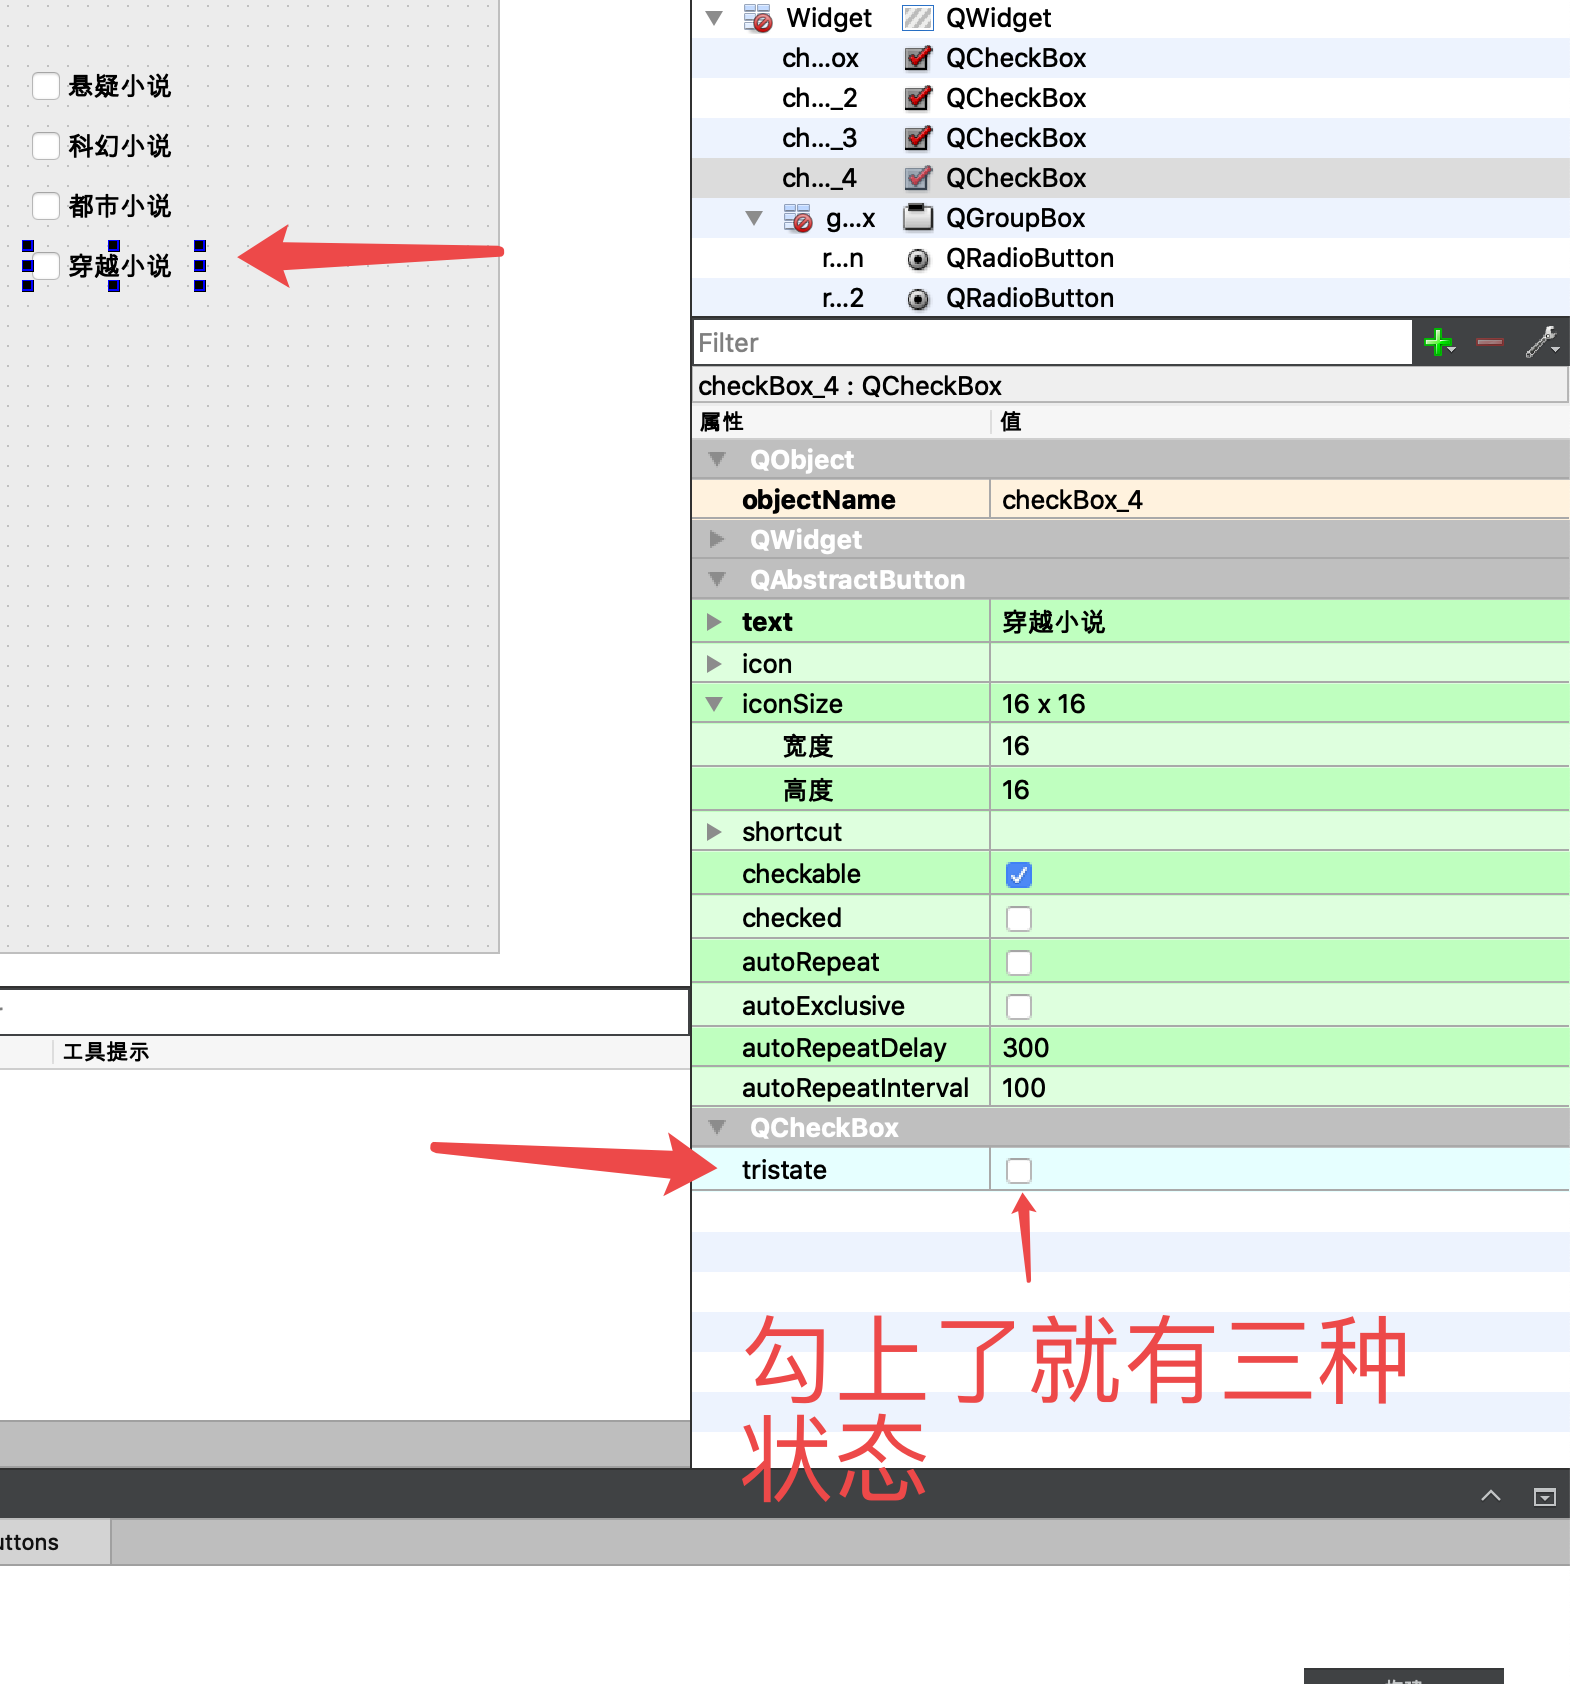 Widget QWidget
悬疑小说
科幻小说
都市小说
穿越小说
ch...ox QCheckBox
ch..._2 QCheckBox
ch..._3 QCheckBox
ch..._4 QCheckBox
g...x QGroupBox
r...n QRadioButton
r...2 QRadioButton
Filter
checkBox_4 : QCheckBox
属性 值
QObject
objectName checkBox_4
QWidget
QAbstractButton
text 穿越小说
icon
iconSize 16 x 16
宽度 16
高度 16
shortcut
checkable
checked
autoRepeat
autoExclusive
autoRepeatDelay 300
autoRepeatInterval 100
QCheckBox
tristate
工具提示
勾上了就有三种
状态
uttons